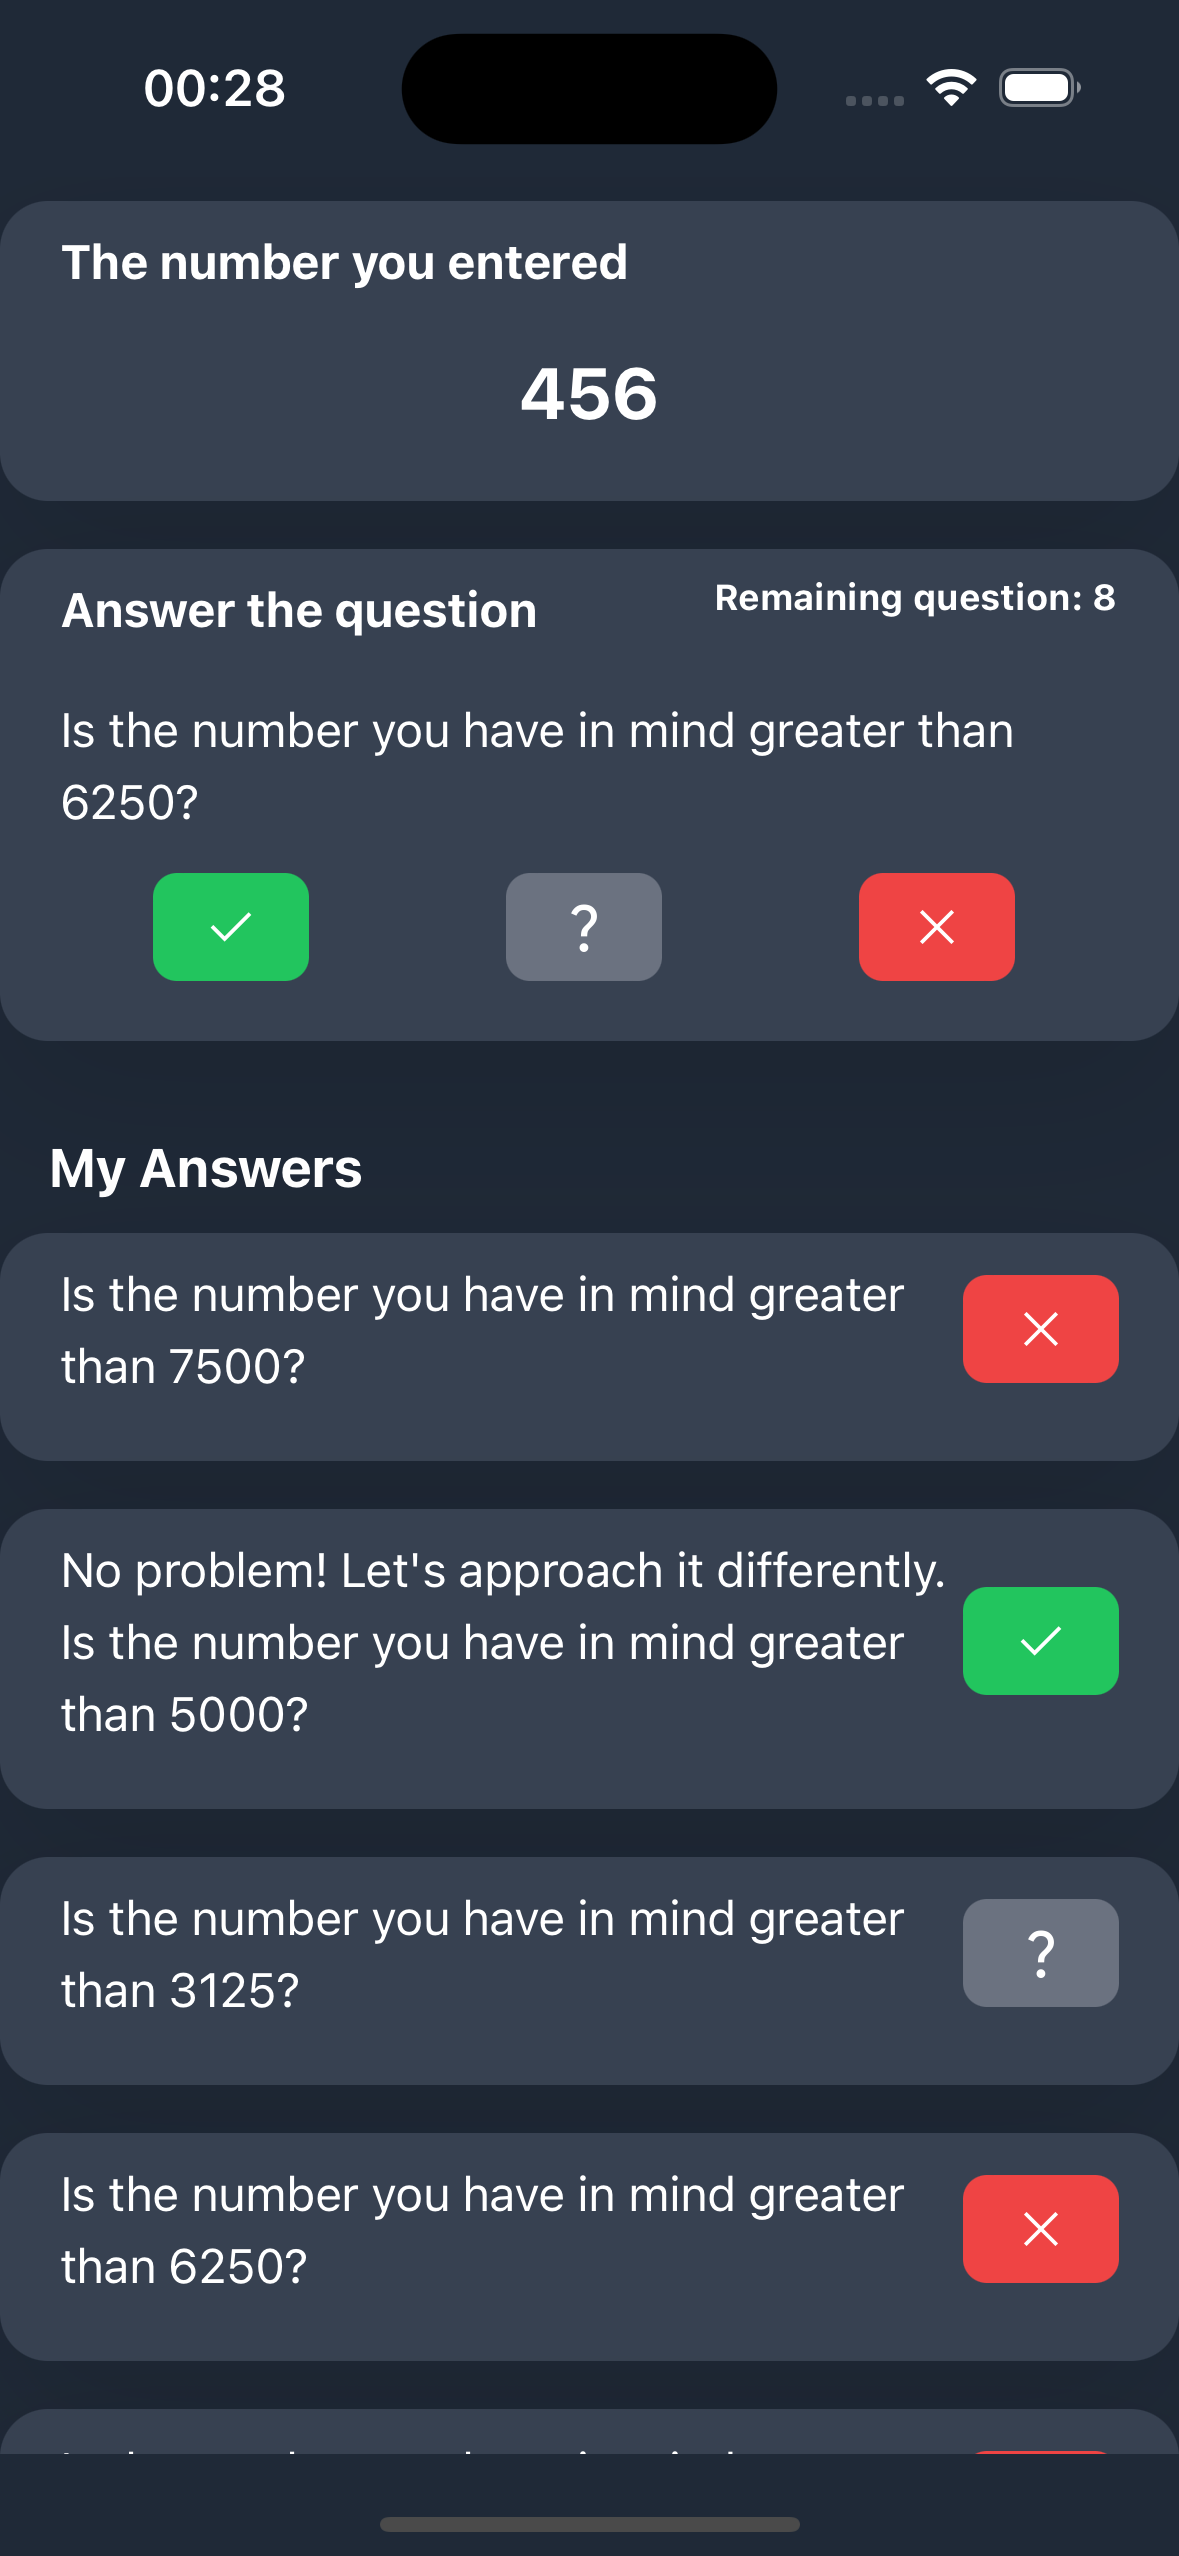 00:28
The number you entered
456
Answer the question
Remaining question: 8
Is the number you have in mind greater than
6250?
?
My Answers
Is the number you have in mind greater
than 7500?
No problem! Let's approach it differently.
Is the number you have in mind greater
than 5000?
Is the number you have in mind greater
than 3125?
?
Is the number you have in mind greater
than 6250?